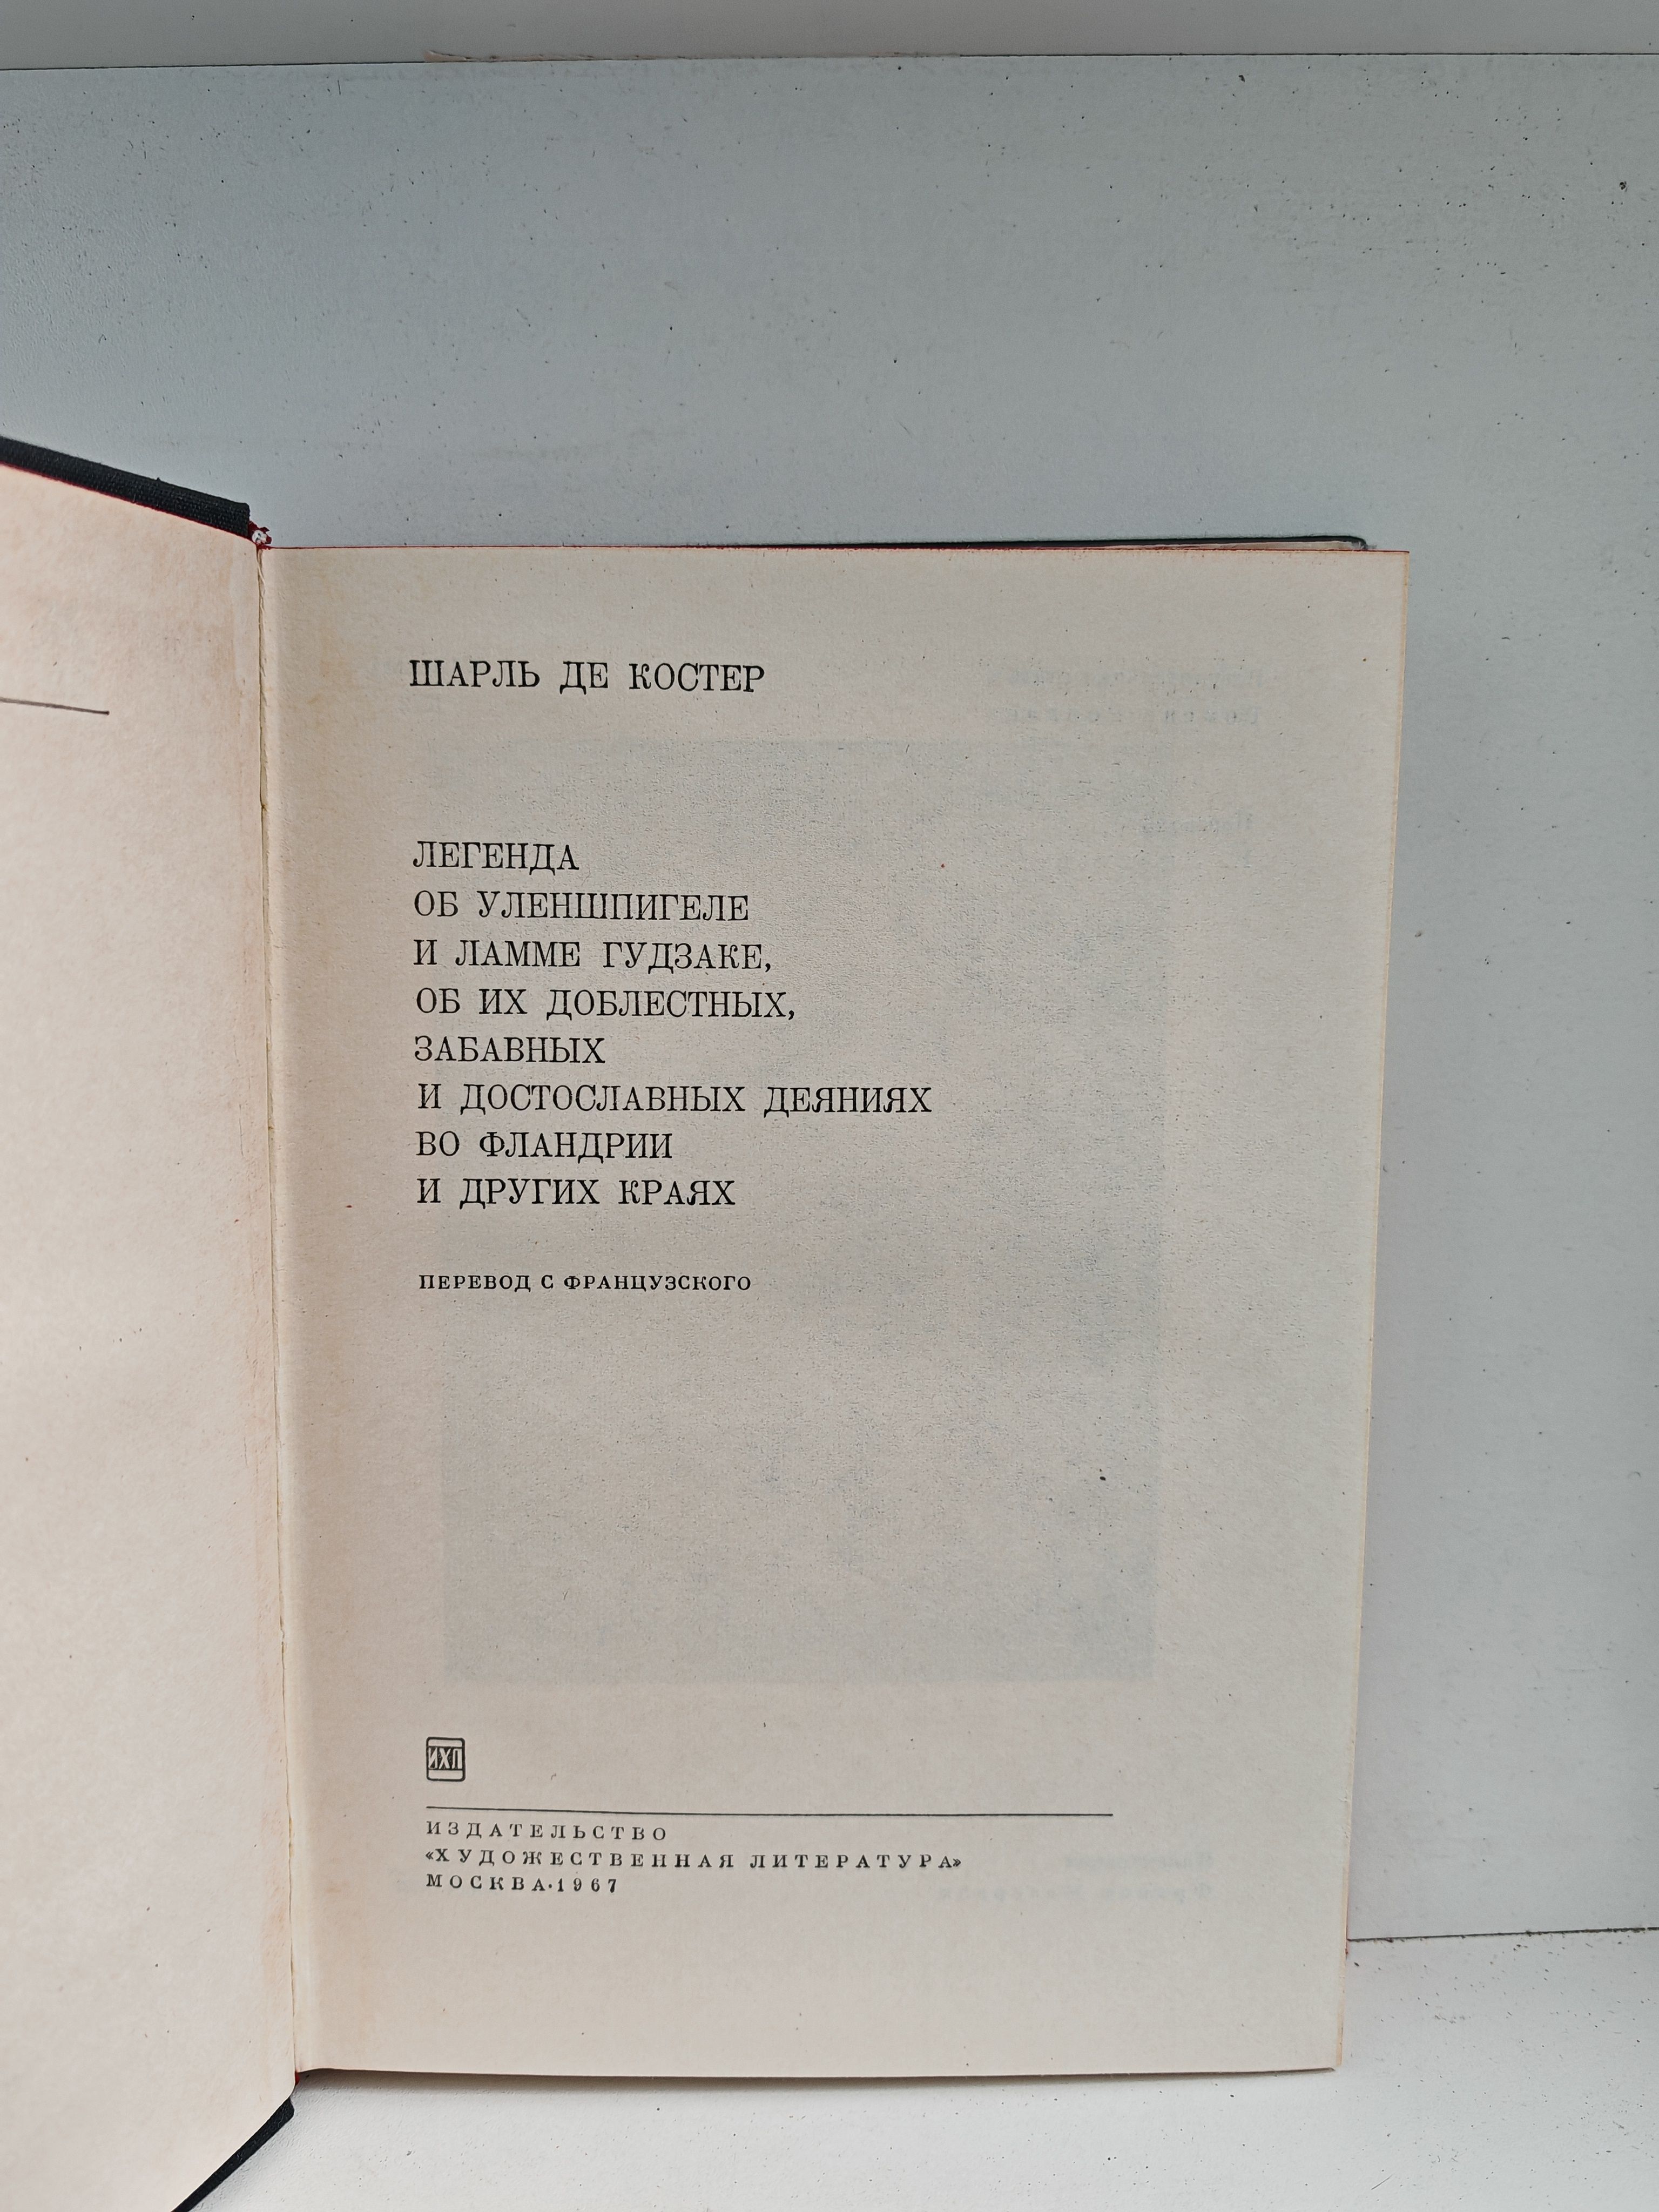 ШАРЛЬ ДЕ КОСТЕР
ЛЕГЕНДА
ОБ УЛЕНШПИГЕЛЕ
И ЛАММЕ ГУДЗАКЕ,
ОБ ИХ ДОБЛЕСТНЫХ,
ЗАБАВНЫХ
И ДОСТОСЛАВНЫХ ДЕЯНИЯХ
ВО ФЛАНДРИИ
И ДРУГИХ КРАЯХ
ПЕРЕВОД С ФРАНЦУЗСКОГО
ИХЛ
ИЗДАТЕЛЬСТВО
«ХУДОЖЕСТВЕННАЯ ЛИТЕРАТУРА»
МОСКВА·1967